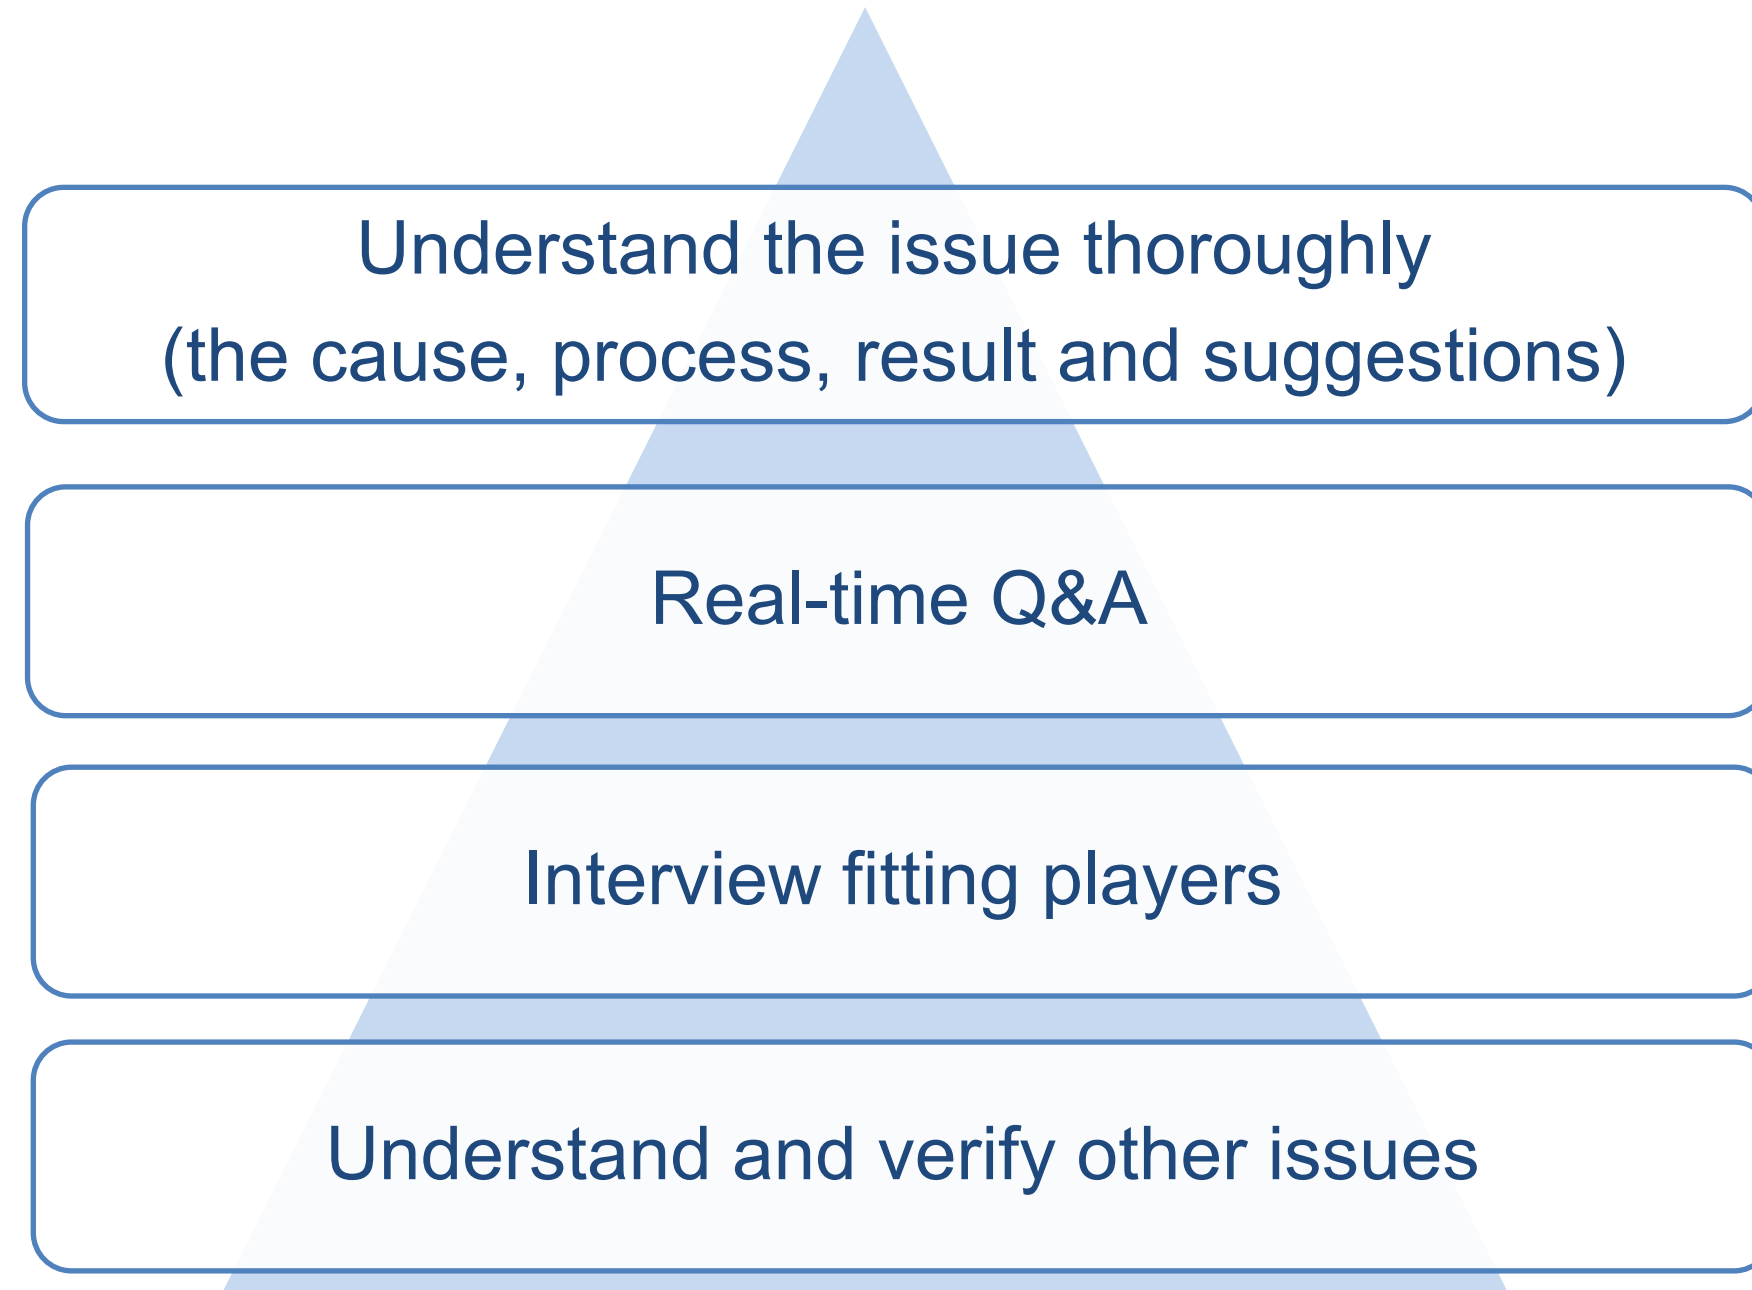 Understand the issue thoroughly
(the cause, process, result and suggestions)
Real-time Q&A
Interview fitting players
Understand and verify other issues